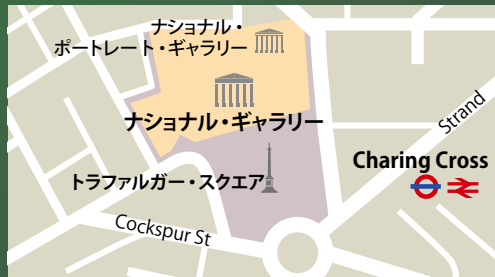 ナショナル・
ポートレート・ギャラリー
ナショナル・ギャラリー
Strand
Charing Cross
トラファルガー・スクエア
Cockspur St